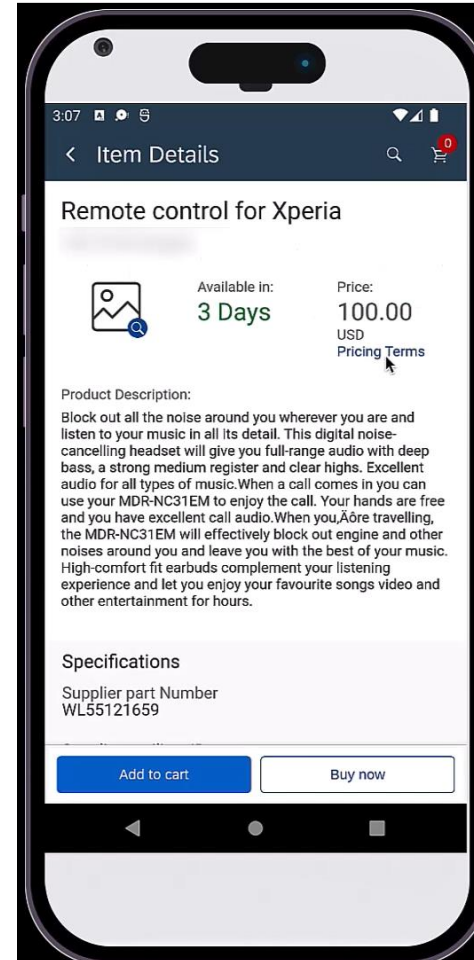 3:07
Item Details
0
Remote control for Xperia
Available in:
3 Days
Price:
100.00
USD
Pricing Terms
Product Description:
Block out all the noise around you wherever you are and
listen to your music in all Its detail. This digital noise-
cancelling headset will give you full-range audio with deep
bass, a strong medium register and clear highs. Excellent
audio for all types of music.When a call comes in you can
use your MDR-NC31EM to enjoy the call. Your hands are free
and you have excellent call audio.When you‚Äôre travelling,
the MDR-NC31EM will effectively block out engine and other
noises around you and leave you with the best of your music.
High-comfort fit earbuds complement your listening
experience and let you enjoy your favourite songs video and
other entertainment for hours.
Specifications
Supplier part Number
WL55121659
Add to cart
Buy now